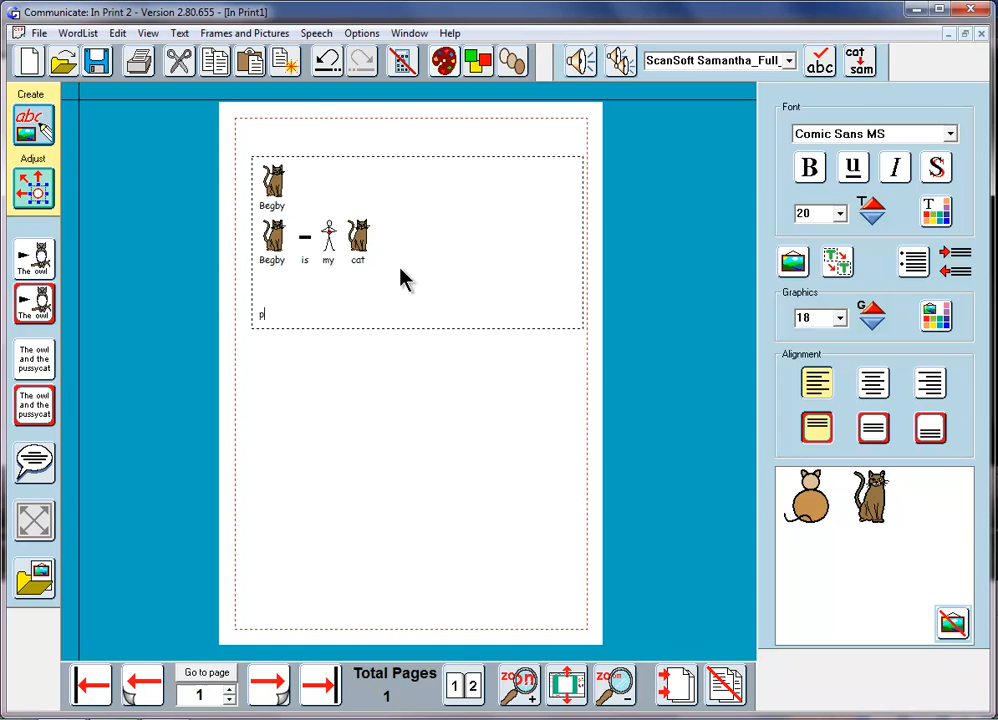 Communicate: In Print 2 - Version 2.80.655 - [In Print1]
File WordList Edit View Text Frames and Pictures Speech Options Window Help
ScanSoft Samantha_Full_
abc
cat
sam
Create
abc
Adjust
The owl
The owl
The owl
and the
pussycat
The owl
and the
pussycat
Begby
Begby is my cat
p
Font
Comic Sans MS
B U I S
20
T
T
T
T
Graphics
18
G
Alignment
Go to page
1
Total Pages
1
1 2
zoom
+
zoom
-